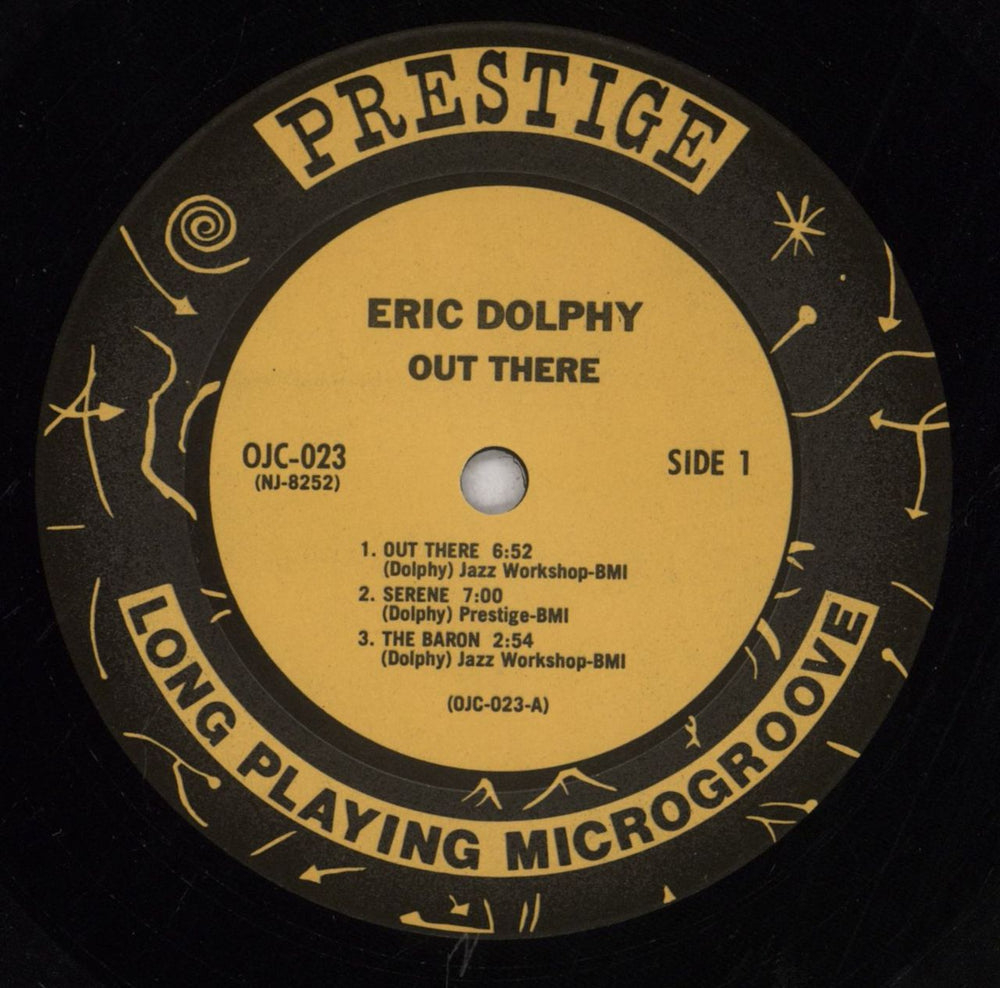 PRESTIGE
ERIC DOLPHY
OUT THERE
OJC-023
(NJ-8252)
SIDE 1
1. OUT THERE 6:52
(Dolphy) Jazz Workshop-BMI
2. SERENE 7:00
(Dolphy) Prestige-BMI
3. THE BARON 2:54
(Dolphy) Jazz Workshop-BMI
(OJC-023-A)
LONG PLAYING MICROGROOVE